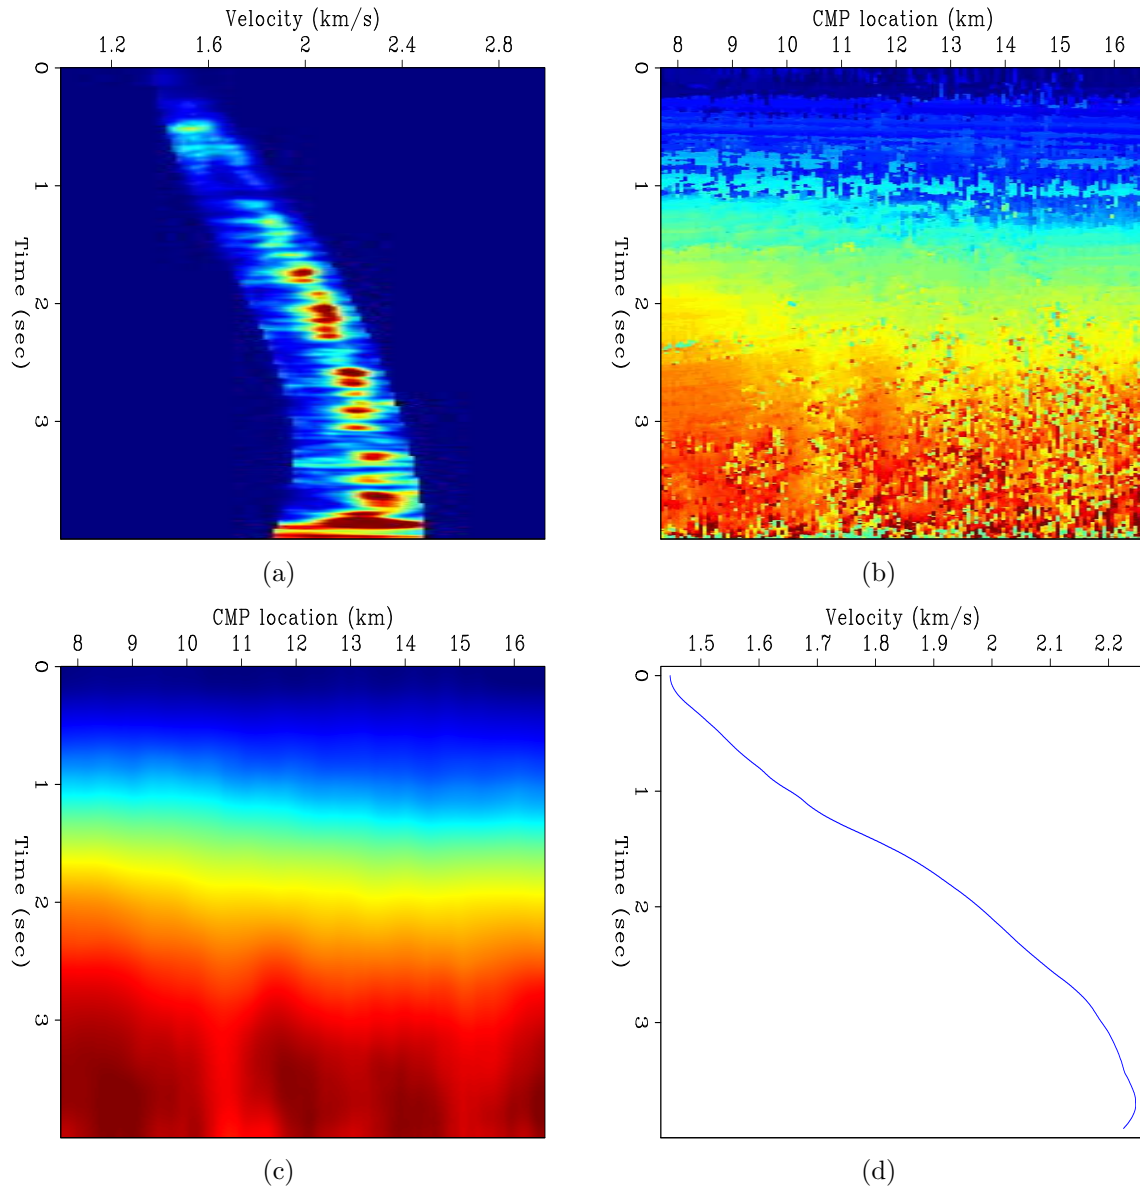 Velocity (km/s)
1.2 1.6 2 2.4 2.8
0
1
2
3
Time (sec)
(a)
CMP location (km)
8 9 10 11 12 13 14 15 16
0
1
2
3
Time (sec)
(b)
CMP location (km)
8 9 10 11 12 13 14 15 16
0
1
2
3
Time (sec)
(c)
Velocity (km/s)
1.5 1.6 1.7 1.8 1.9 2 2.1 2.2
0
1
2
3
Time (sec)
(d)